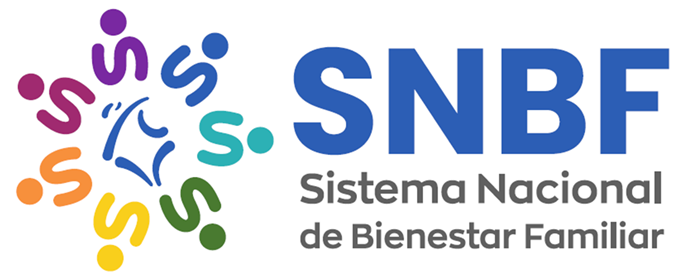 SNBF
Sistema Nacional
de Bienestar Familiar